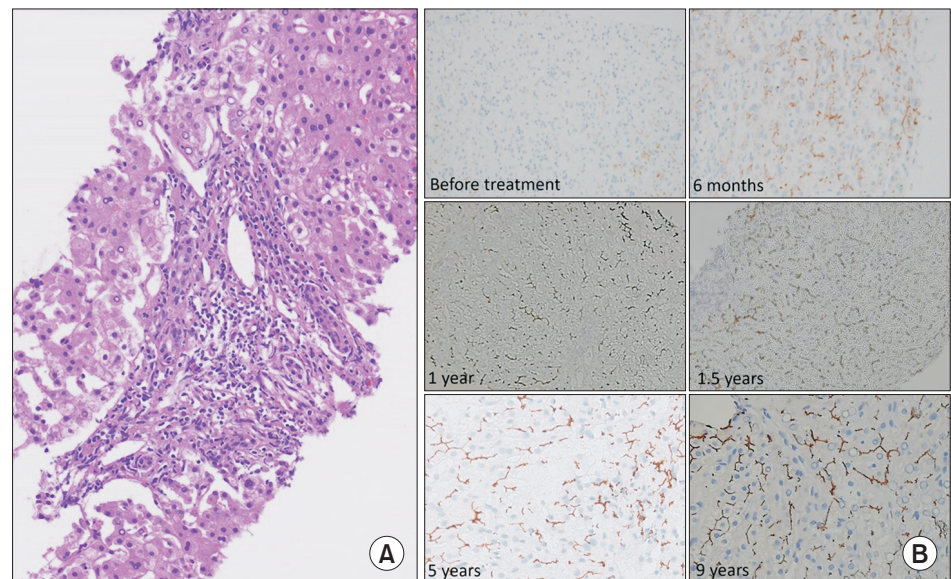 Before treatment
6 months
1 year
1.5 years
5 years
9 years
A
B